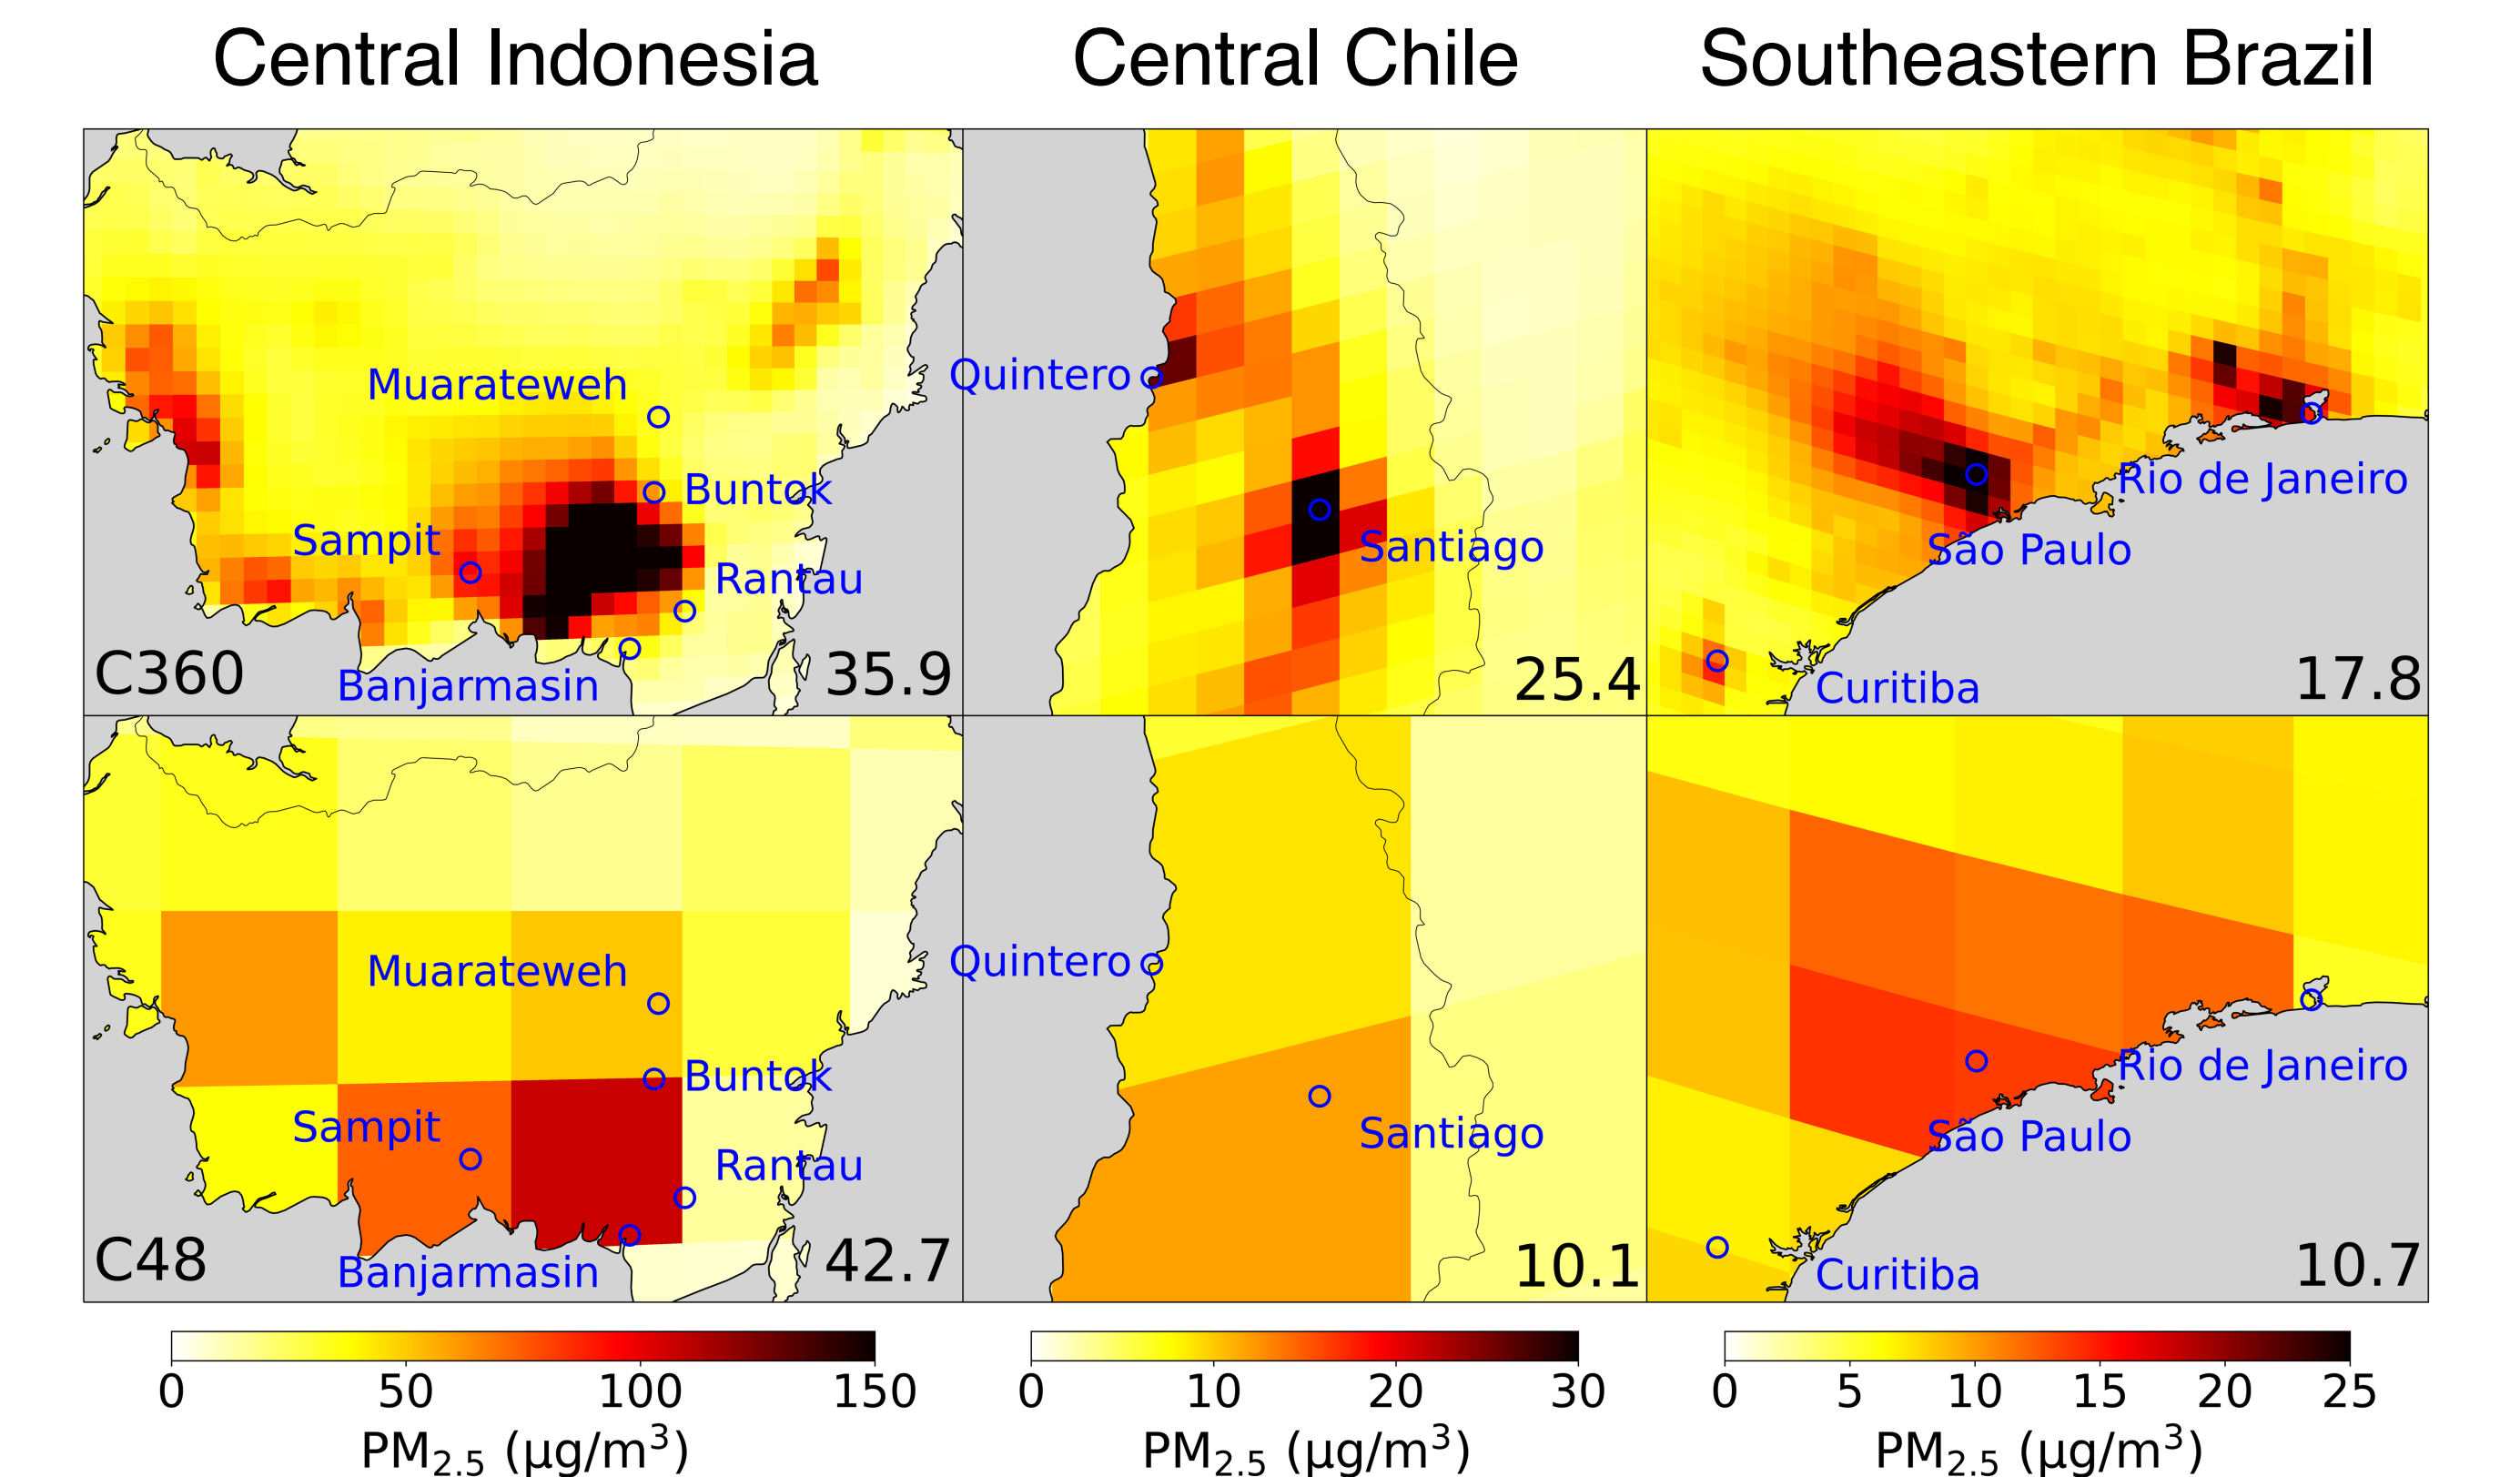 Central Indonesia
Central Chile
Southeastern Brazil
Muarateweh
Buntok
Sampit
Rantau
Banjarmasin
C360
35.9
Quintero
Santiago
25.4
Rio de Janeiro
São Paulo
Curitiba
17.8
Muarateweh
Buntok
Sampit
Rantau
Banjarmasin
C48
42.7
Quintero
Santiago
10.1
Rio de Janeiro
São Paulo
Curitiba
10.7
0 50 100 150
PM2.5 (μg/m³)
0 10 20 30
PM2.5 (μg/m³)
0 5 10 15 20 25
PM2.5 (μg/m³)